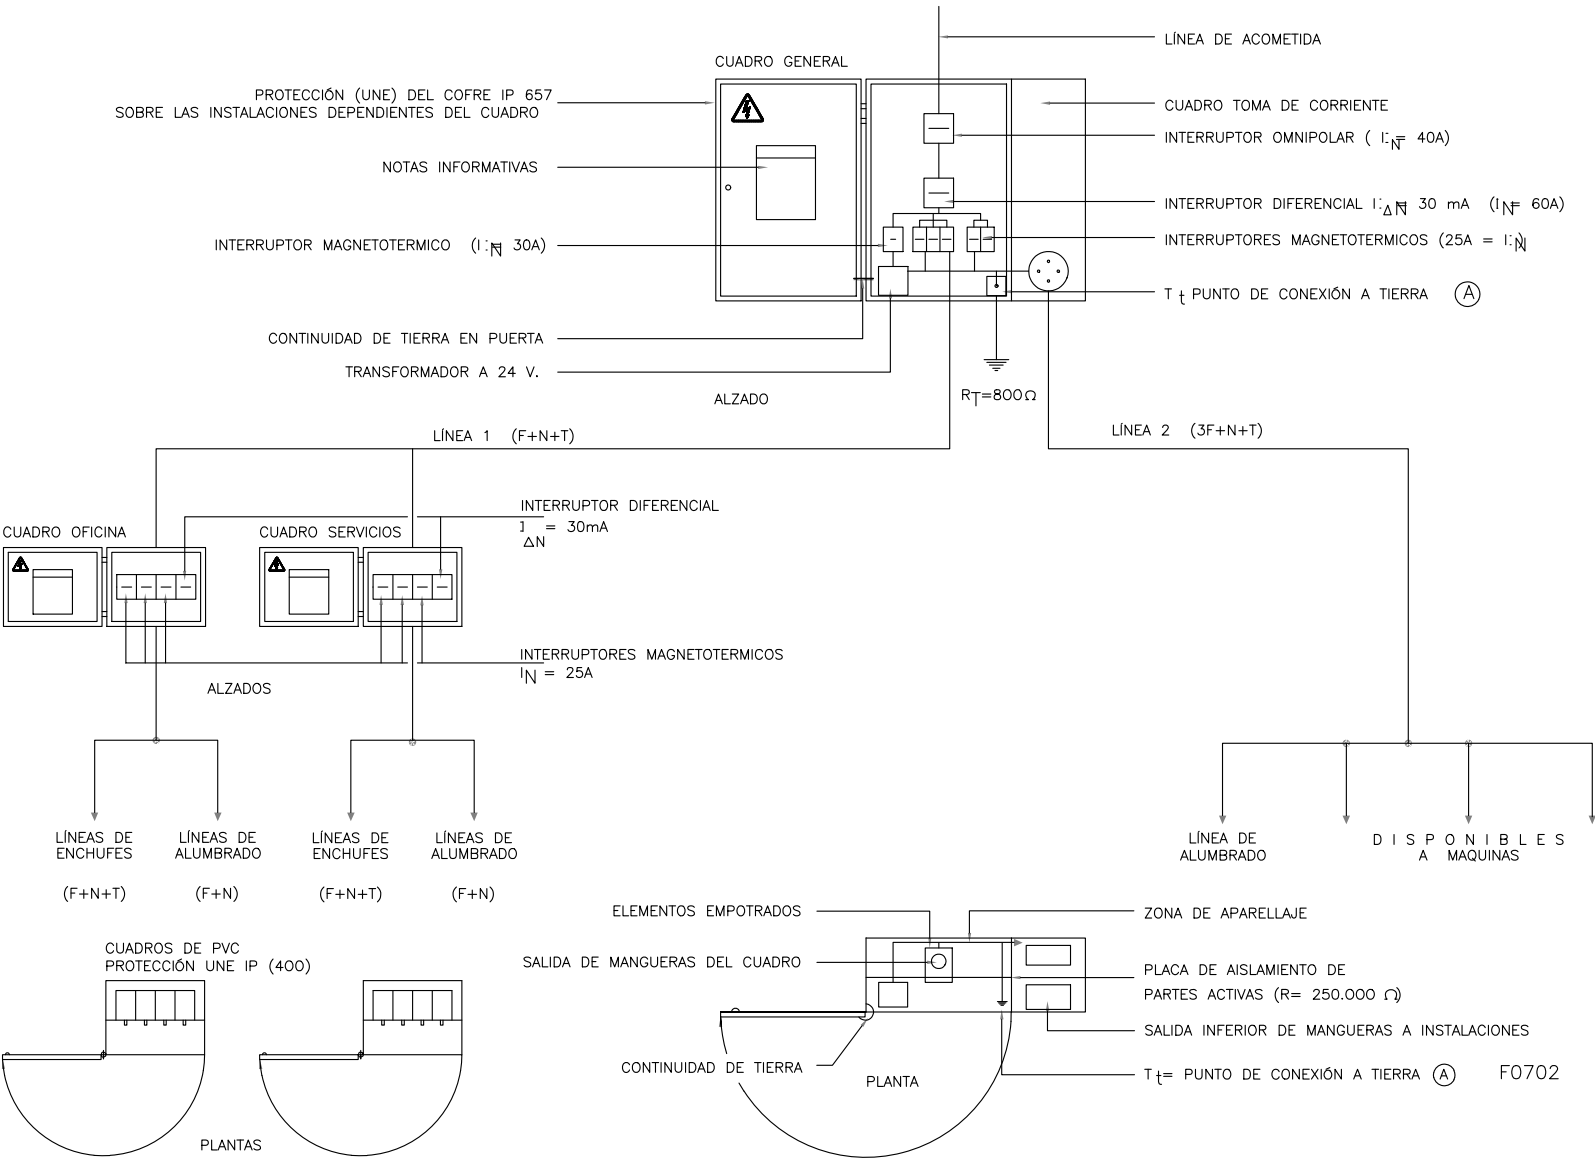 LÍNEA DE ACOMETIDA
CUADRO GENERAL
PROTECCIÓN (UNE) DEL COFRE IP 657
SOBRE LAS INSTALACIONES DEPENDIENTES DEL CUADRO
CUADRO TOMA DE CORRIENTE
INTERRUPTOR OMNIPOLAR ( I:N= 40A)
NOTAS INFORMATIVAS
INTERRUPTOR DIFERENCIAL I:ΔN= 30 mA (IN= 60A)
INTERRUPTOR MAGNETOTERMICO (I:N= 30A)
INTERRUPTORES MAGNETOTERMICOS (25A = I:N)
T t PUNTO DE CONEXIÓN A TIERRA A
CONTINUIDAD DE TIERRA EN PUERTA
TRANSFORMADOR A 24 V.
ALZADO
RT=800Ω
LÍNEA 1 (F+N+T)
LÍNEA 2 (3F+N+T)
INTERRUPTOR DIFERENCIAL
I = 30mA
ΔN
CUADRO OFICINA
CUADRO SERVICIOS
INTERRUPTORES MAGNETOTERMICOS
IN = 25A
ALZADOS
LÍNEAS DE
ENCHUFES
(F+N+T)
LÍNEAS DE
ALUMBRADO
(F+N)
LÍNEAS DE
ENCHUFES
(F+N+T)
LÍNEAS DE
ALUMBRADO
(F+N)
LÍNEA DE
ALUMBRADO
D I S P O N I B L E S
A MAQUINAS
ELEMENTOS EMPOTRADOS
ZONA DE APARELLAJE
CUADROS DE PVC
PROTECCIÓN UNE IP (400)
SALIDA DE MANGUERAS DEL CUADRO
PLACA DE AISLAMIENTO DE
PARTES ACTIVAS (R= 250.000 Ω)
SALIDA INFERIOR DE MANGUERAS A INSTALACIONES
CONTINUIDAD DE TIERRA
PLANTA
T t= PUNTO DE CONEXIÓN A TIERRA A
F0702
PLANTAS